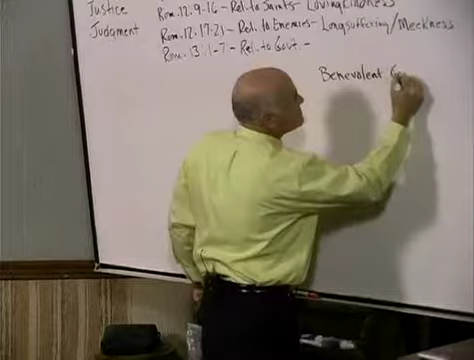 Justice
Judgment
Rom. 12:9-16 - Rel. to Saints - Lovingkindness
Rom. 12:17-21 - Rel. to Enemies - Longsuffering/Meekness
Rom. 13:1-7 - Rel. to Gov't. -
Benevolent